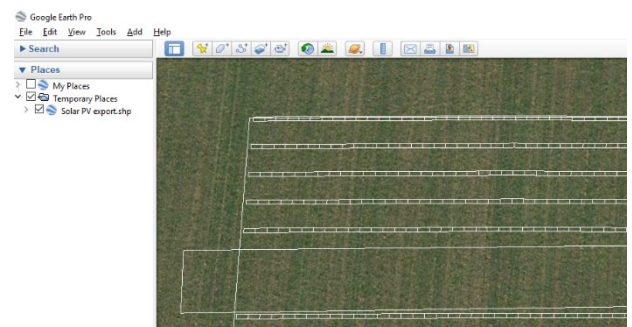 Google Earth Pro
File Edit View Tools Add Help
Search
Places
My Places
Temporary Places
Solar PV export.shp